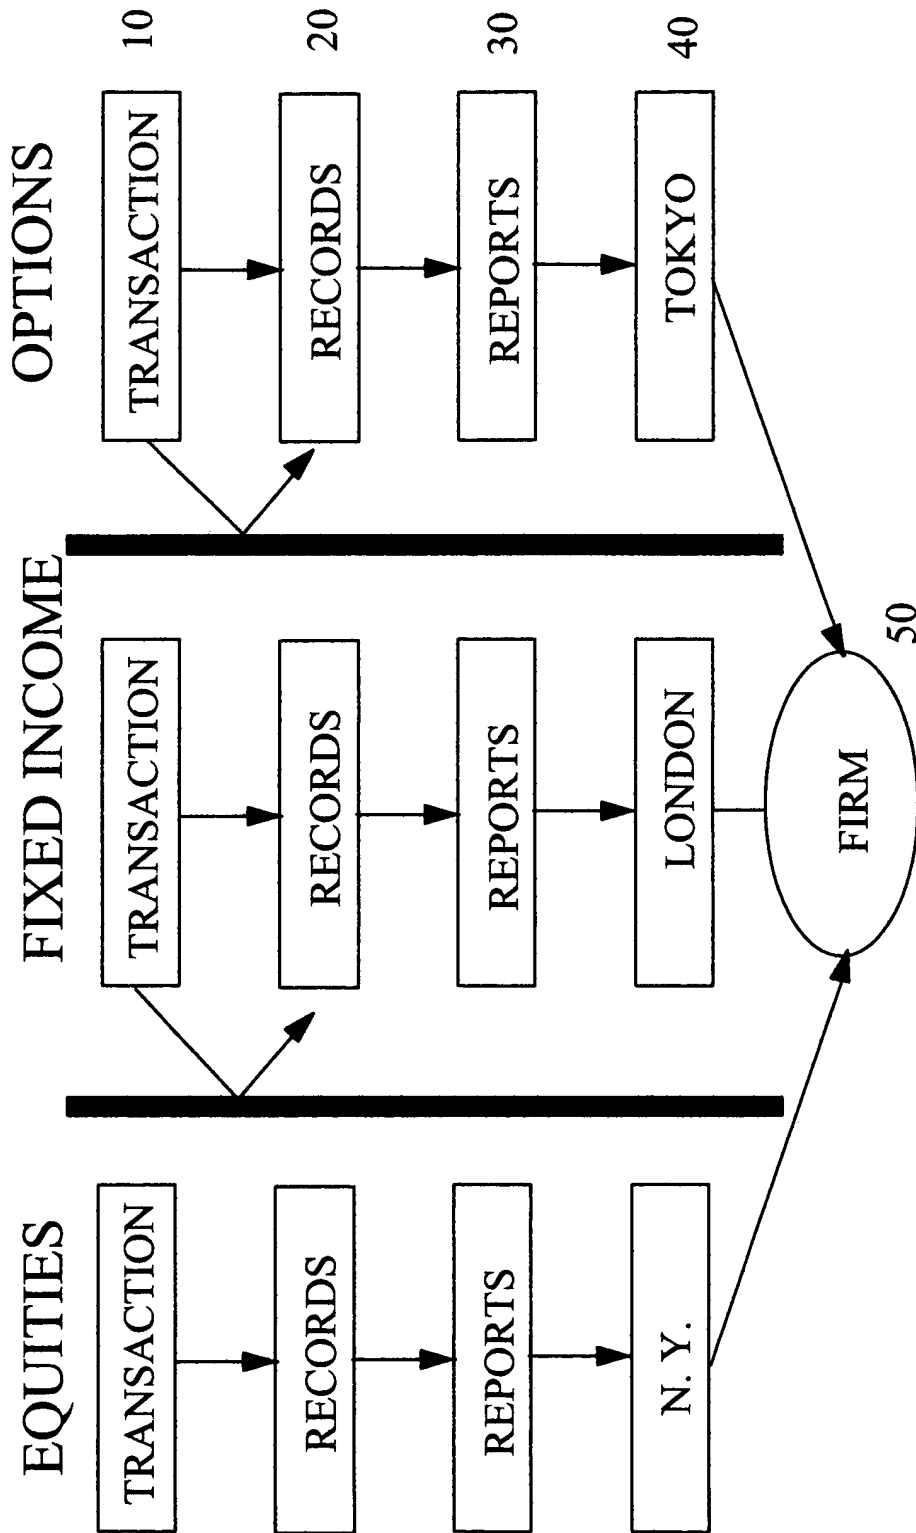 EQUITIES
FIXED INCOME
OPTIONS
TRANSACTION
TRANSACTION
TRANSACTION
10
RECORDS
RECORDS
RECORDS
20
REPORTS
REPORTS
REPORTS
30
N. Y.
LONDON
TOKYO
40
FIRM
50